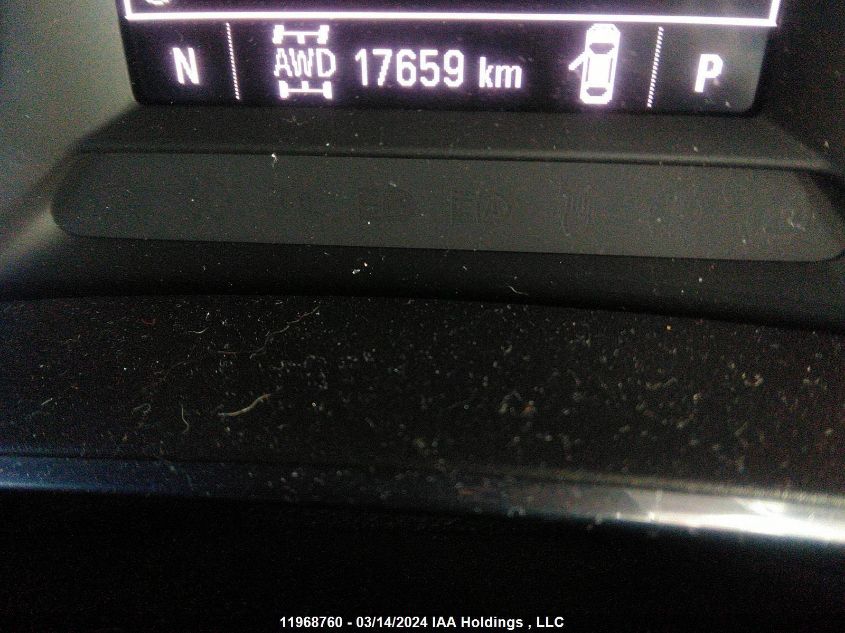 N AWD 17659 km P
11968760 - 03/14/2024 IAA Holdings , LLC